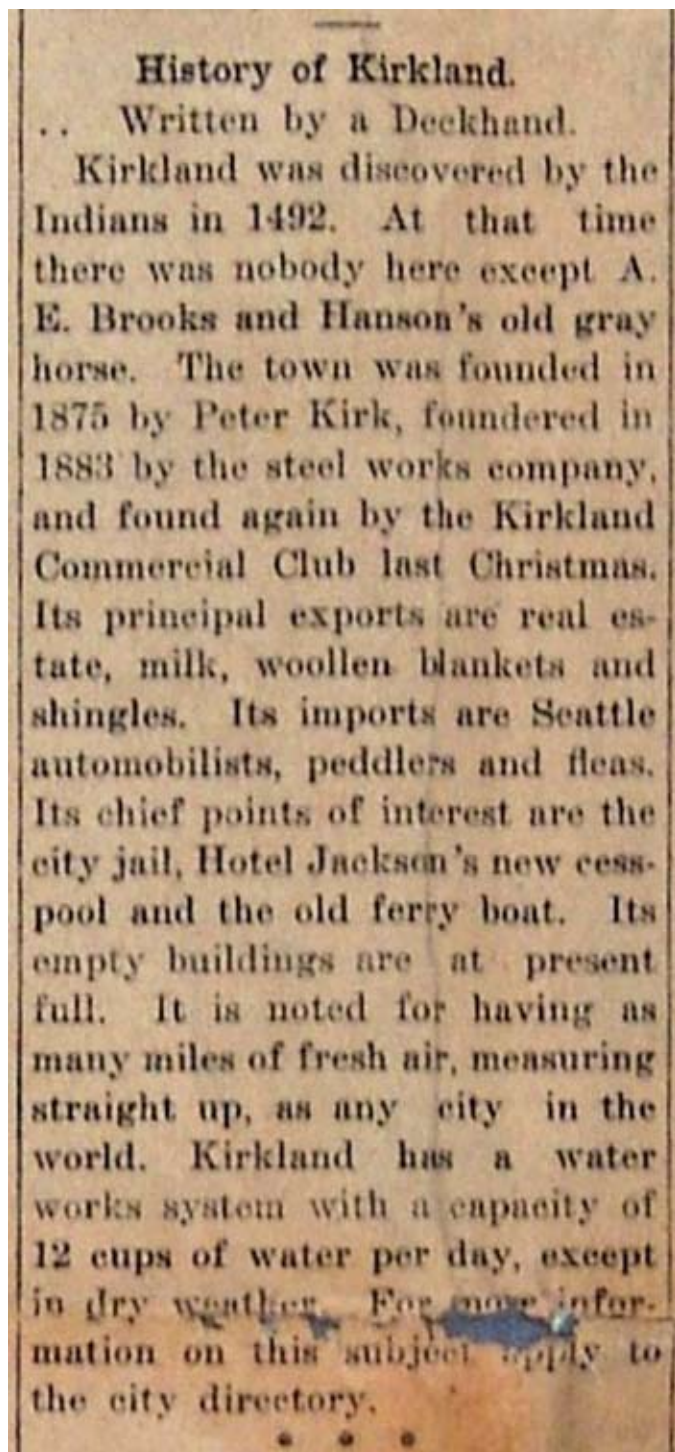 History of Kirkland.
.. Written by a Deckhand.
Kirkland was discovered by the
Indians in 1492. At that time
there was nobody here except A.
E. Brooks and Hanson's old gray
horse. The town was founded in
1875 by Peter Kirk, foundered in
1883 by the steel works company,
and found again by the Kirkland
Commercial Club last Christmas.
Its principal exports are real es-
tate, milk, woollen blankets and
shingles. Its imports are Seattle
automobilists, peddlers and fleas.
Its chief points of interest are the
city jail, Hotel Jackson's new cess-
pool and the old ferry boat. Its
empty buildings are at present
full. It is noted for having as
many miles of fresh air, measuring
straight up, as any city in the
world. Kirkland has a water
works system with a capacity of
12 cups of water per day, except
in dry weather. For more infor-
mation on this subject apply to
the city directory.